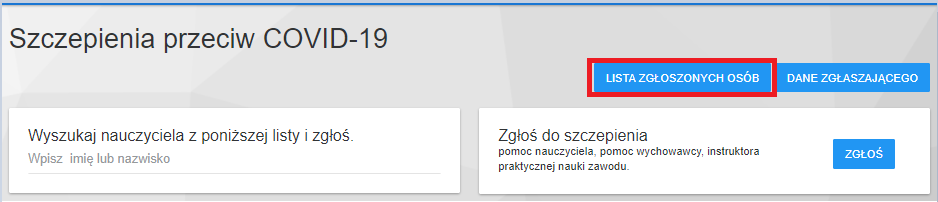 Szczepienia przeciw COVID-19
LISTA ZGŁOSZONYCH OSÓB
DANE ZGŁASZAJĄCEGO
Wyszukaj nauczyciela z poniższej listy i zgłoś.
Wpisz imię lub nazwisko
Zgłoś do szczepienia
pomoc nauczyciela, pomoc wychowawcy, instruktora
praktycznej nauki zawodu.
ZGŁOŚ